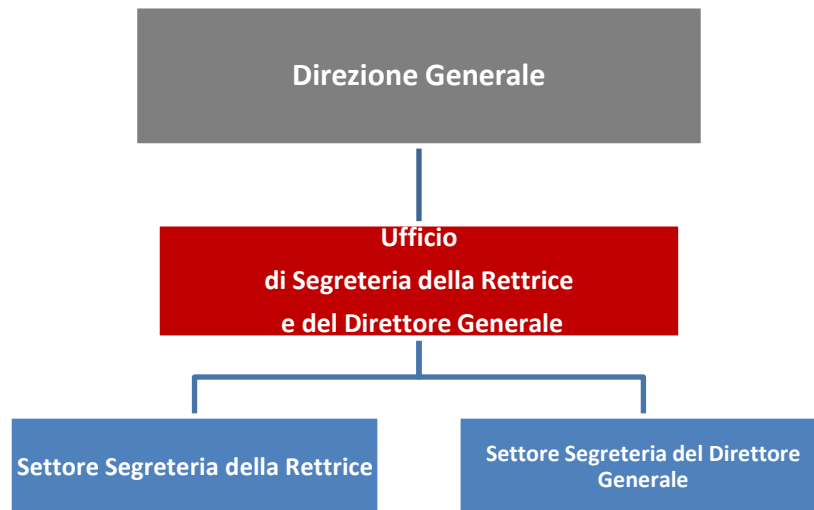 Direzione Generale
Ufficio
di Segreteria della Rettrice
e del Direttore Generale
Settore Segreteria della Rettrice
Settore Segreteria del Direttore
Generale